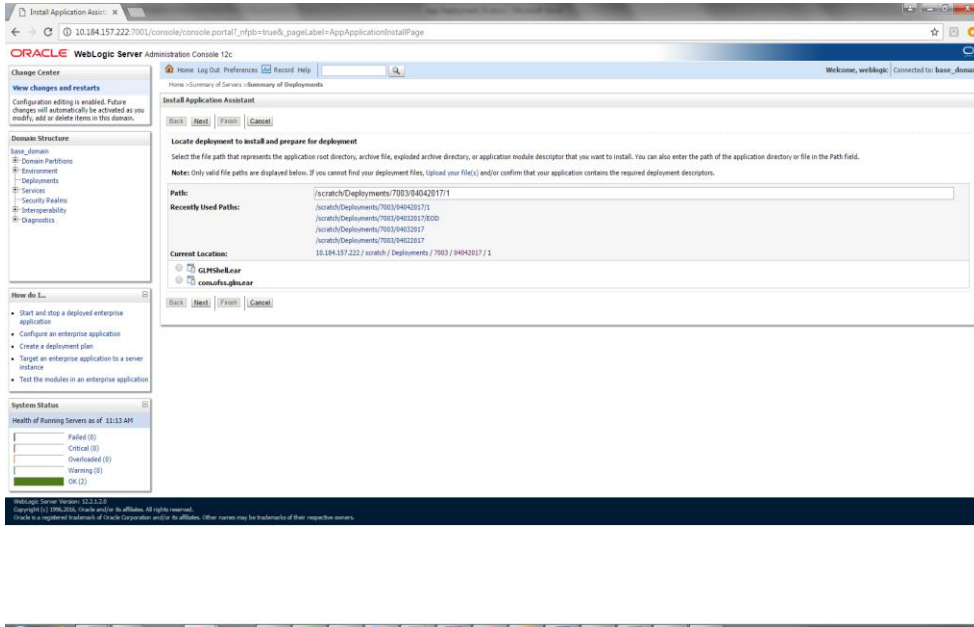 Install Application Assist
10.184.157.222:7001/console/console.portal?_nfpb=true&_pageLabel=AppApplicationInstallPage
ORACLE WebLogic Server Administration Console 12c
Change Center
View changes and restarts
Configuration editing is enabled. Future
changes will automatically be activated as you
modify, add or delete items in this domain.
Domain Structure
base_domain
Domain Partitions
Environment
Deployments
Services
Security Realms
Interoperability
Diagnostics
How do I...
Start and stop a deployed enterprise
application
Configure an enterprise application
Create a deployment plan
Target an enterprise application to a server
instance
Test the modules in an enterprise application
System Status
Health of Running Servers as of 11:13 AM
Failed (0)
Critical (0)
Overloaded (0)
Warning (0)
OK (2)
Home Log Out Preferences Record Help
Welcome, weblogic Connected to: base_domai
Home >Summary of Servers >Summary of Deployments
Install Application Assistant
Back Next Finish Cancel
Locate deployment to install and prepare for deployment
Select the file path that represents the application root directory, archive file, exploded archive directory, or application module descriptor that you want to install. You can also enter the path of the application directory or file in the Path field.
Note: Only valid file paths are displayed below. If you cannot find your deployment files, Upload your file(s) and/or confirm that your application contains the required deployment descriptors.
Path: /scratch/Deployments/7003/04042017/1
Recently Used Paths: /scratch/Deployments/7003/04042017/1
/scratch/Deployments/7003/04032017/EOD
/scratch/Deployments/7003/04032017
/scratch/Deployments/7003/04022017
Current Location: 10.184.157.222 / scratch / Deployments / 7003 / 04042017 / 1
GLMShell.ear
com.ofss.glm.ear
Back Next Finish Cancel
WebLogic Server Version: 12.2.1.2.0
Copyright (c) 1996,2016, Oracle and/or its affiliates. All rights reserved.
Oracle is a registered trademark of Oracle Corporation and/or its affiliates. Other names may be trademarks of their respective owners.